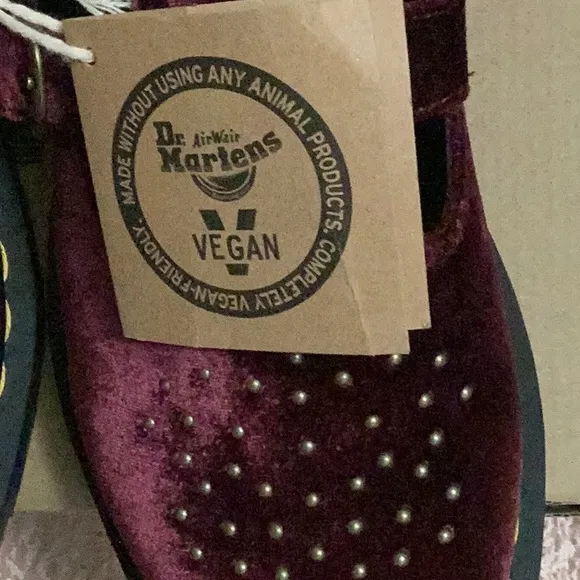 MADE WITHOUT USING ANY ANIMAL PRODUCTS.
COMPLETELY VEGAN-FRIENDLY.
Dr. AirWair
Martens
V
VEGAN